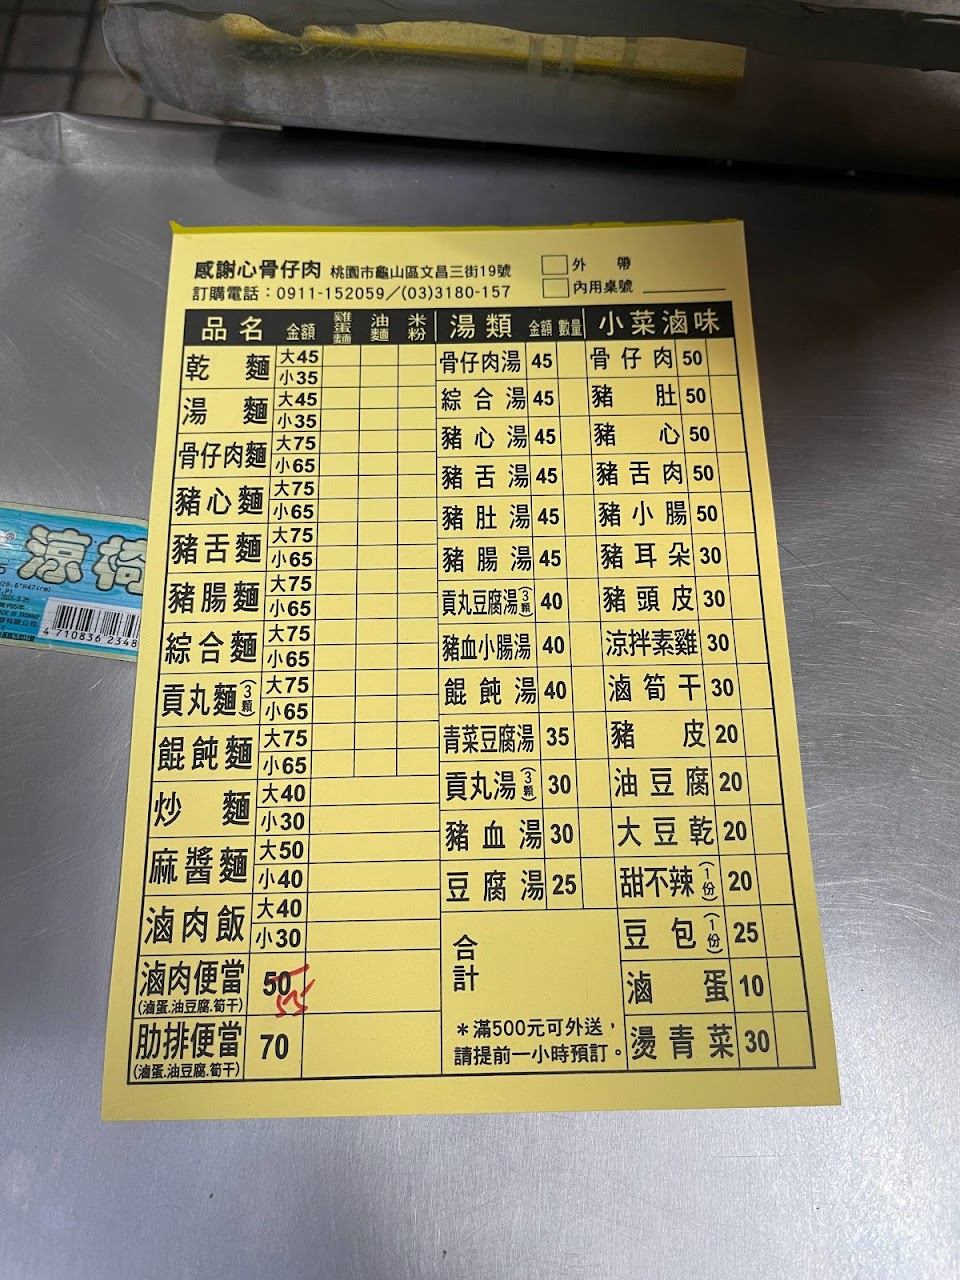 感謝心骨仔肉 桃園市龜山區文昌三街19號
訂購電話：0911-152059／(03)3180-157
外帶
內用桌號
品名 金額 雞蛋麵 油麵 米粉
乾麵 大45
小35
湯麵 大45
小35
骨仔肉麵 大75
小65
豬心麵 大75
小65
豬舌麵 大75
小65
豬腸麵 大75
小65
綜合麵 大75
小65
貢丸麵(3顆) 大75
小65
餛飩麵 大75
小65
炒麵 大40
小30
麻醬麵 大50
小40
滷肉飯 大40
小30
滷肉便當 50 55
(滷蛋.油豆腐.筍干)
肋排便當 70
(滷蛋.油豆腐.筍干)
湯類 金額 數量
骨仔肉湯 45
綜合湯 45
豬心湯 45
豬舌湯 45
豬肚湯 45
豬腸湯 45
貢丸豆腐湯(3顆) 40
豬血小腸湯 40
餛飩湯 40
青菜豆腐湯 35
貢丸湯(3顆) 30
豬血湯 30
豆腐湯 25
合計
＊滿500元可外送，
請提前一小時預訂。
小菜滷味
骨仔肉 50
豬肚 50
豬心 50
豬舌肉 50
豬小腸 50
豬耳朵 30
豬頭皮 30
涼拌素雞 30
滷筍干 30
豬皮 20
油豆腐 20
大豆乾 20
甜不辣(1份) 20
豆包(1份) 25
滷蛋 10
燙青菜 30
涼椅